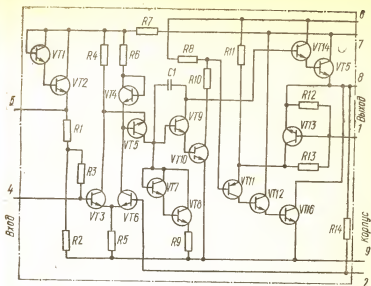 R7
6
VT1
R4
R6
R8
R11
VT14
7
VT2
VT4
C1
R10
VT5
8
R12
5
R1
VT5
VT9
VT13
Выход
1
R3
VT10
R13
4
VT7
VT11
VT12
VT3
VT6
VT8
VT16
Вход
R2
R5
R9
R14
корпус
9
2